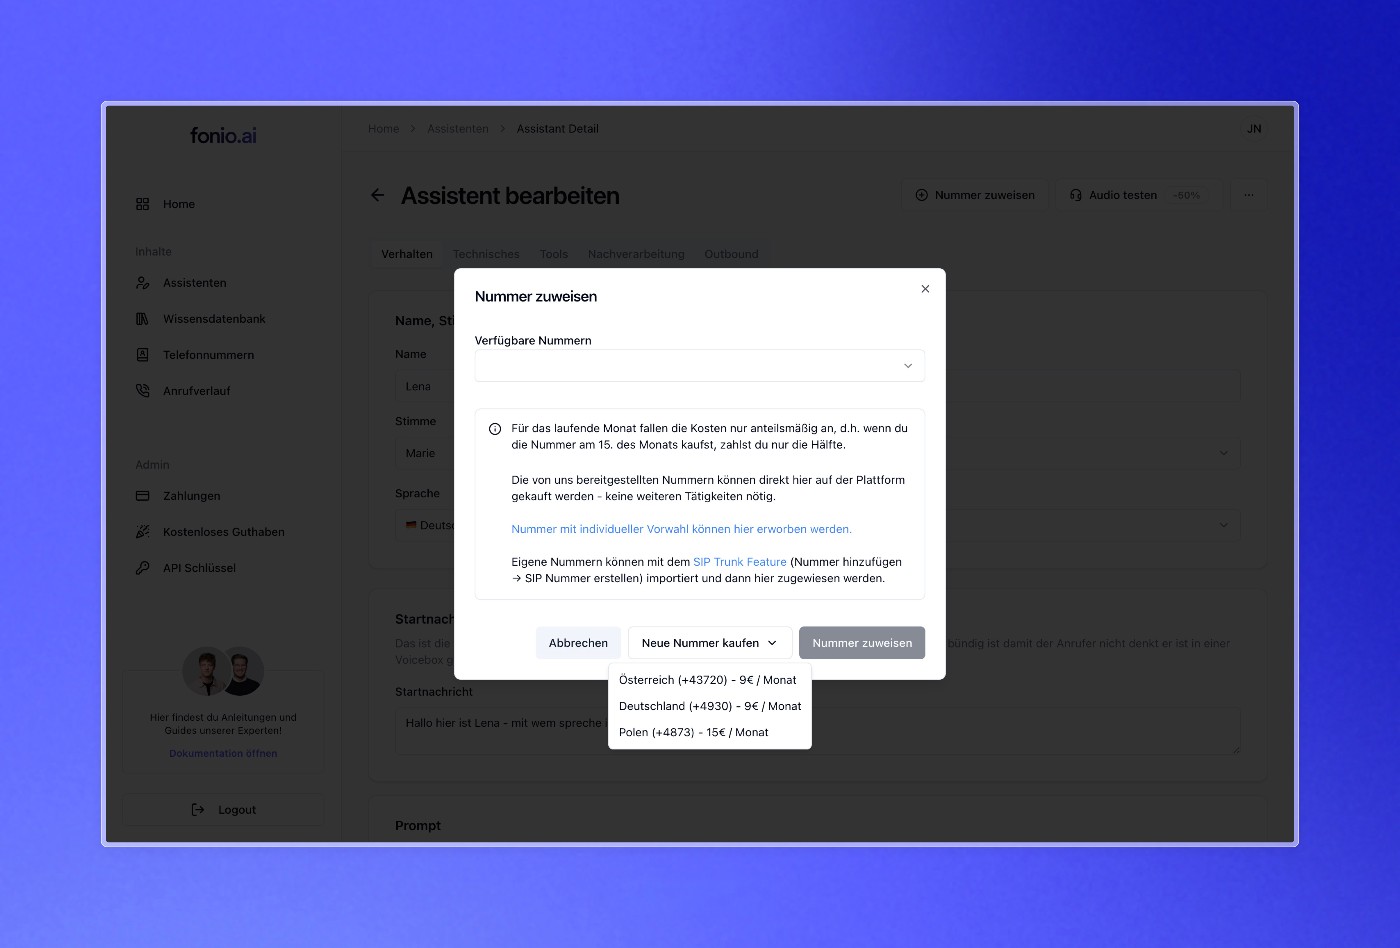 fonio.ai
Home > Assistenten > Assistant Detail
JN
Home
Inhalte
Assistenten
Wissensdatenbank
Telefonnummern
Anrufverlauf
Admin
Zahlungen
Kostenloses Guthaben
API Schlüssel
Hier findest du Anleitungen und
Guides unserer Experten!
Dokumentation öffnen
Logout
Assistent bearbeiten
Nummer zuweisen
Audio testen
-50%
Verhalten
Technisches
Tools
Nachverarbeitung
Outbound
Name,
Name
Lena
Stimme
Marie
Sprache
Nummer zuweisen
Verfügbare Nummern
Für das laufende Monat fallen die Kosten nur anteilsmäßig an, d.h. wenn du
die Nummer am 15. des Monats kaufst, zahlst du nur die Hälfte.
Die von uns bereitgestellten Nummern können direkt hier auf der Plattform
gekauft werden - keine weiteren Tätigkeiten nötig.
Nummer mit individueller Vorwahl können hier erworben werden.
Eigene Nummern können mit dem SIP Trunk Feature (Nummer hinzufügen
→ SIP Nummer erstellen) importiert und dann hier zugewiesen werden.
Abbrechen
Neue Nummer kaufen
Nummer zuweisen
Österreich (+43720) - 9€ / Monat
Deutschland (+4930) - 9€ / Monat
Polen (+4873) - 15€ / Monat
Das ist die
bündig ist damit der Anrufer nicht denkt er ist in einer
Voicebox
Startnachricht
Hallo hier ist Lena - mit wem spreche
Prompt